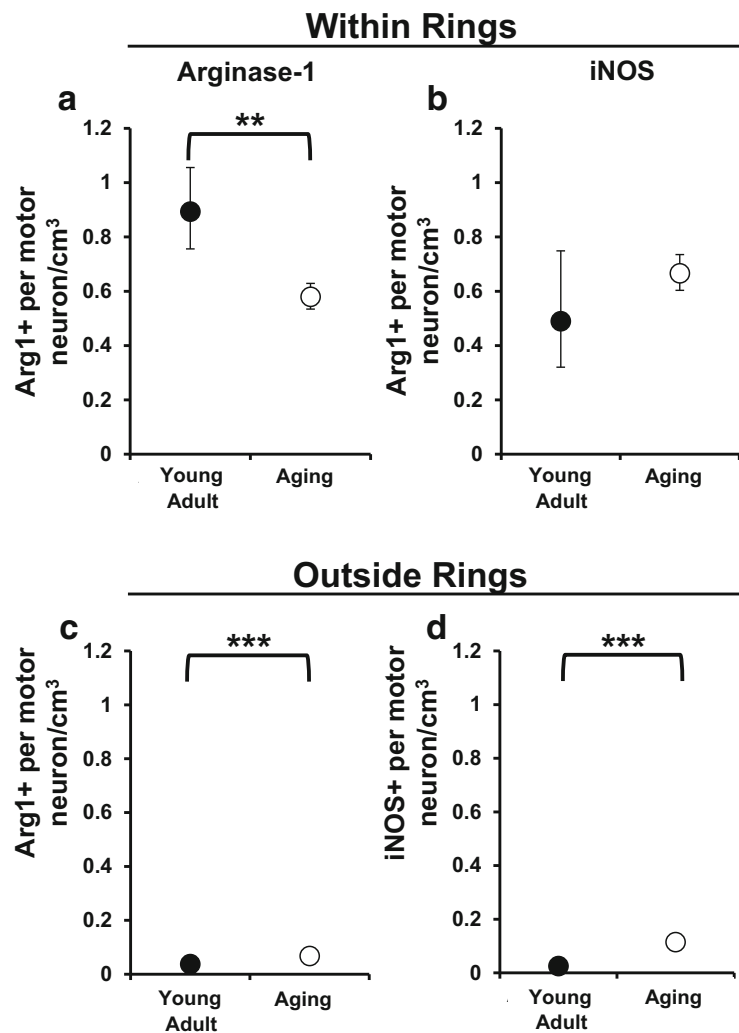 Within Rings
Arginase-1
iNOS
a
b
**
Arg1+ per motor
neuron/cm³
1.2
1
0.8
0.6
0.4
0.2
0
Young
Adult
Aging
Arg1+ per motor
neuron/cm³
1.2
1
0.8
0.6
0.4
0.2
0
Young
Adult
Aging
Outside Rings
c
d
***
Arg1+ per motor
neuron/cm³
1.2
1
0.8
0.6
0.4
0.2
0
Young
Adult
Aging
***
iNOS+ per motor
neuron/cm³
1.2
1
0.8
0.6
0.4
0.2
0
Young
Adult
Aging